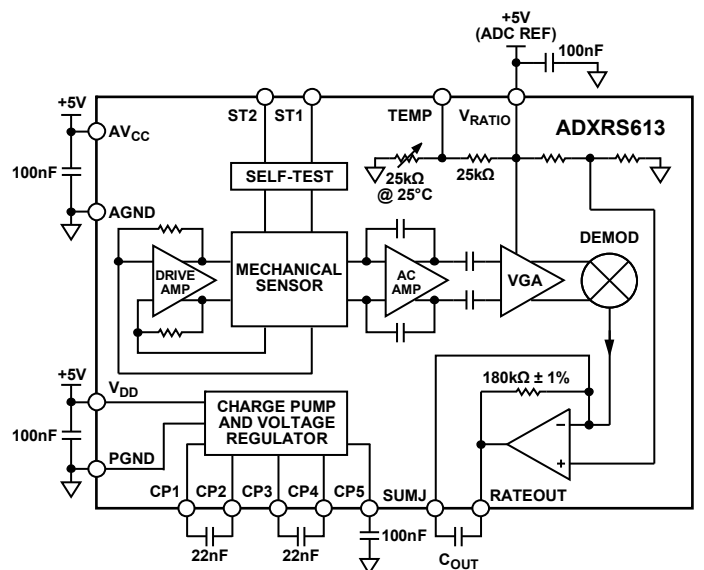 +5V
(ADC REF)
100nF
+5V
ST2 ST1
TEMP
VRATIO
ADXRS613
AVCC
100nF
25kΩ
@ 25°C
25kΩ
SELF-TEST
AGND
DEMOD
DRIVE
AMP
MECHANICAL
SENSOR
AC
AMP
VGA
+5V
VDD
180kΩ ± 1%
100nF
CHARGE PUMP
AND VOLTAGE
REGULATOR
–
+
PGND
CP1 CP2 CP3 CP4 CP5 SUMJ RATEOUT
22nF
22nF
100nF
COUT